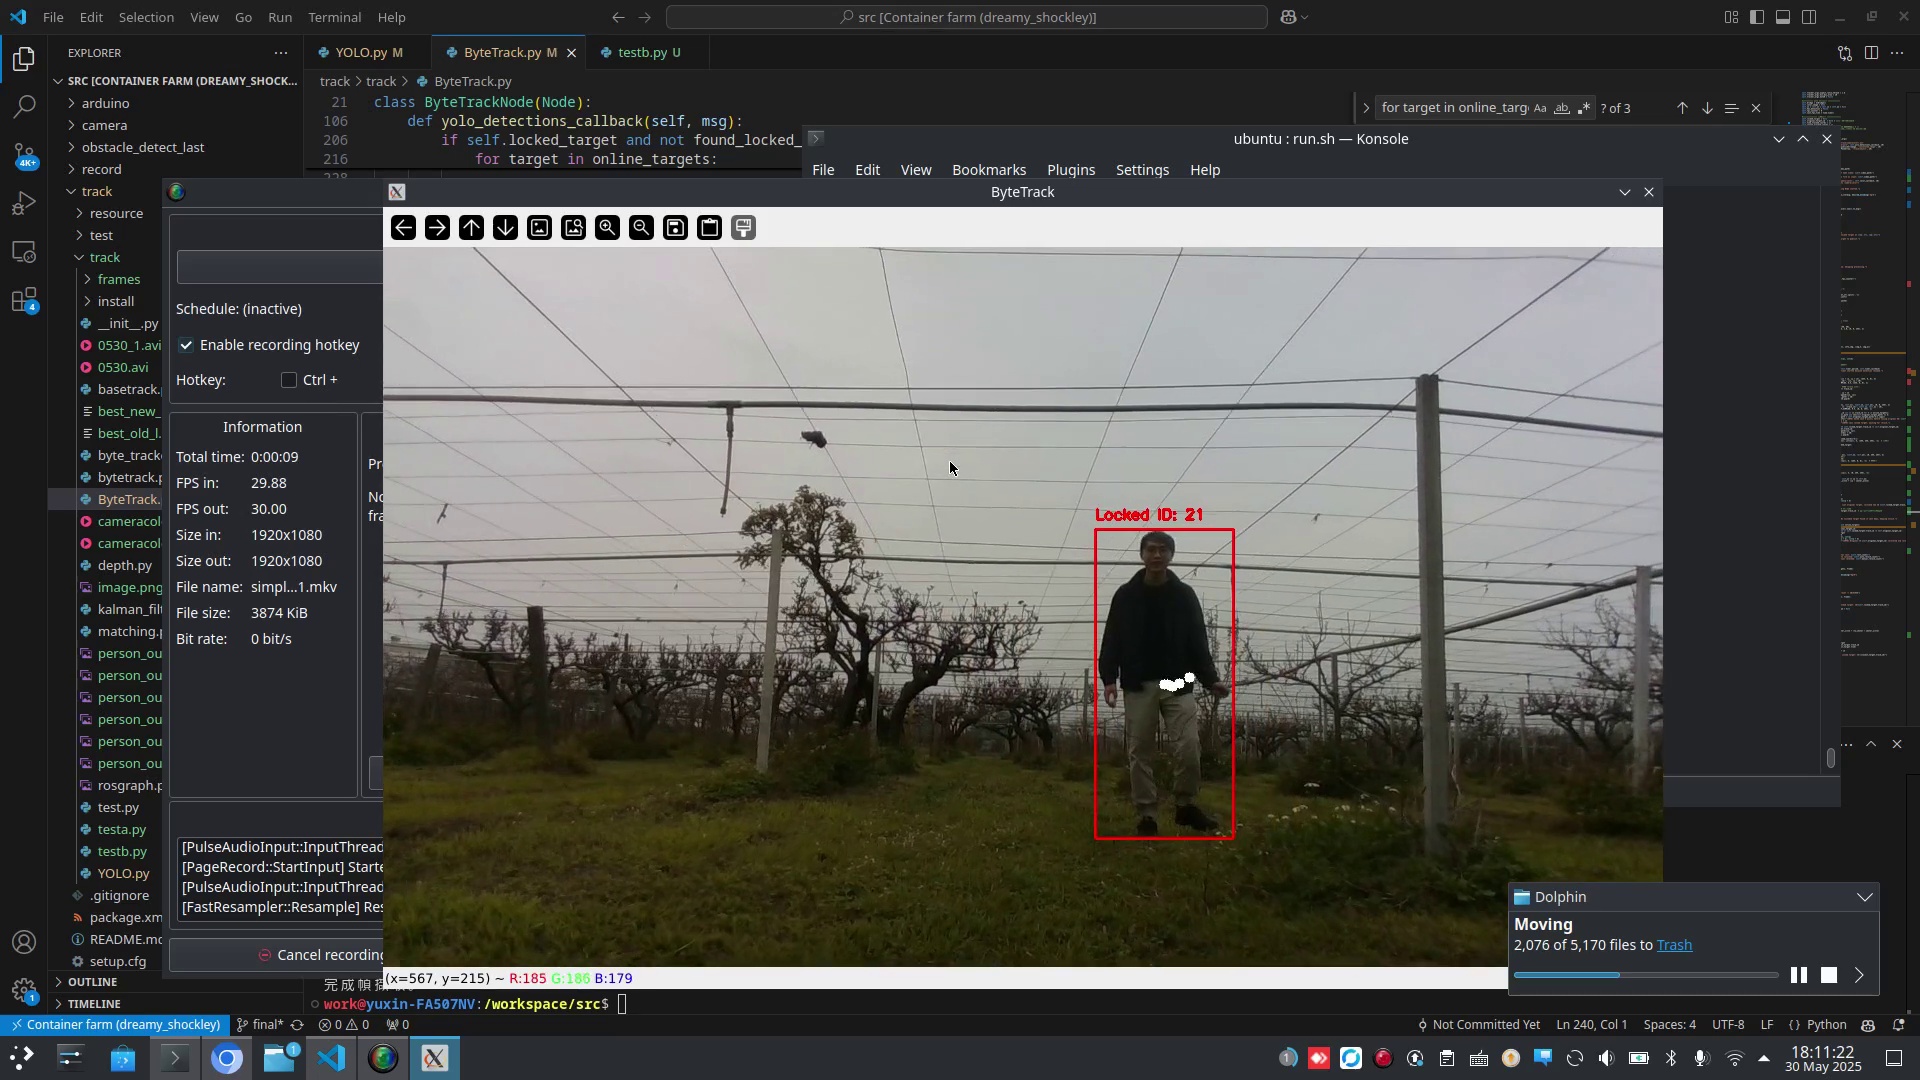 File Edit Selection View Go Run Terminal Help
src [Container farm (dreamy_shockley)]
EXPLORER
SRC [CONTAINER FARM (DREAMY_SHOCK...
arduino
camera
obstacle_detect_last
record
track
resource
test
track
frames
install
__init__.py
0530_1.avi
0530.avi
basetrack.
best_new_
best_old_l.
byte_track
bytetrack.p
ByteTrack.
cameracol
cameracol
depth.py
image.png
kalman_filt
matching.p
person_ou
person_ou
person_ou
person_ou
person_ou
person_ou
rosgraph.p
test.py
testa.py
testb.py
YOLO.py
.gitignore
package.xm
README.md
setup.cfg
OUTLINE
TIMELINE
4K+
4
1
YOLO.py M
ByteTrack.py M
testb.py U
track > track > ByteTrack.py
21 class ByteTrackNode(Node):
106 def yolo_detections_callback(self, msg):
206 if self.locked_target and not found_locked_
216 for target in online_targets:
for target in online_targ
Aa ab ? of 3
ubuntu : run.sh — Konsole
File Edit View Bookmarks Plugins Settings Help
Schedule: (inactive)
Enable recording hotkey
Hotkey: Ctrl +
Information
Total time: 0:00:09
FPS in: 29.88
FPS out: 30.00
Size in: 1920x1080
Size out: 1920x1080
File name: simpl...1.mkv
File size: 3874 KiB
Bit rate: 0 bit/s
Pr
No
fra
[PulseAudioInput::InputThread
[PageRecord::StartInput] Starte
[PulseAudioInput::InputThread
[FastResampler::Resample] Res
Cancel recording
ByteTrack
Locked ID: 21
(x=567, y=215) ~ R:185 G:186 B:179
Dolphin
Moving
2,076 of 5,170 files to Trash
work@yuxin-FA507NV:/workspace/src$
Container farm (dreamy_shockley) final* 0 0 0
Not Committed Yet Ln 240, Col 1 Spaces: 4 UTF-8 LF {} Python
1
1
18:11:22
30 May 2025